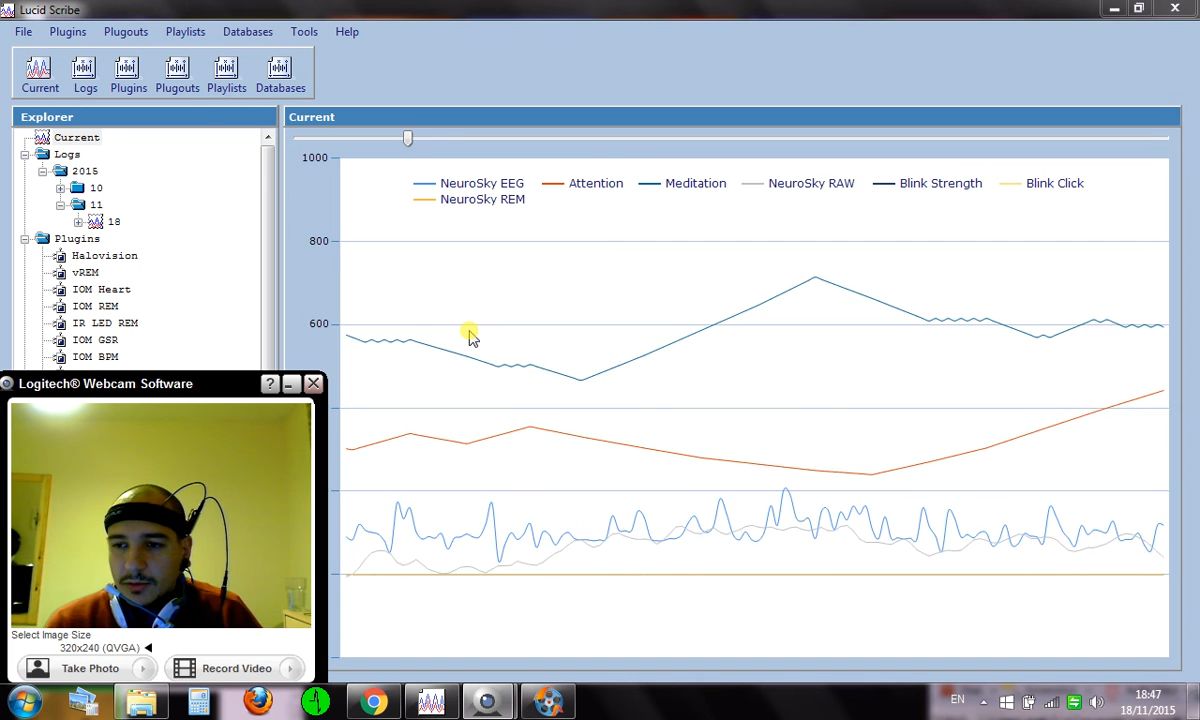 Lucid Scribe
File Plugins Plugouts Playlists Databases Tools Help
Current Logs Plugins Plugouts Playlists Databases
Explorer
Current
Logs
2015
10
11
18
Plugins
Halovision
vREM
IOM Heart
IOM REM
IR LED REM
IOM GSR
IOM BPM
Current
1000
800
600
NeuroSky EEG Attention Meditation NeuroSky RAW Blink Strength Blink Click
NeuroSky REM
Logitech® Webcam Software
Select Image Size
320x240 (QVGA)
Take Photo Record Video
EN
18:47
18/11/2015